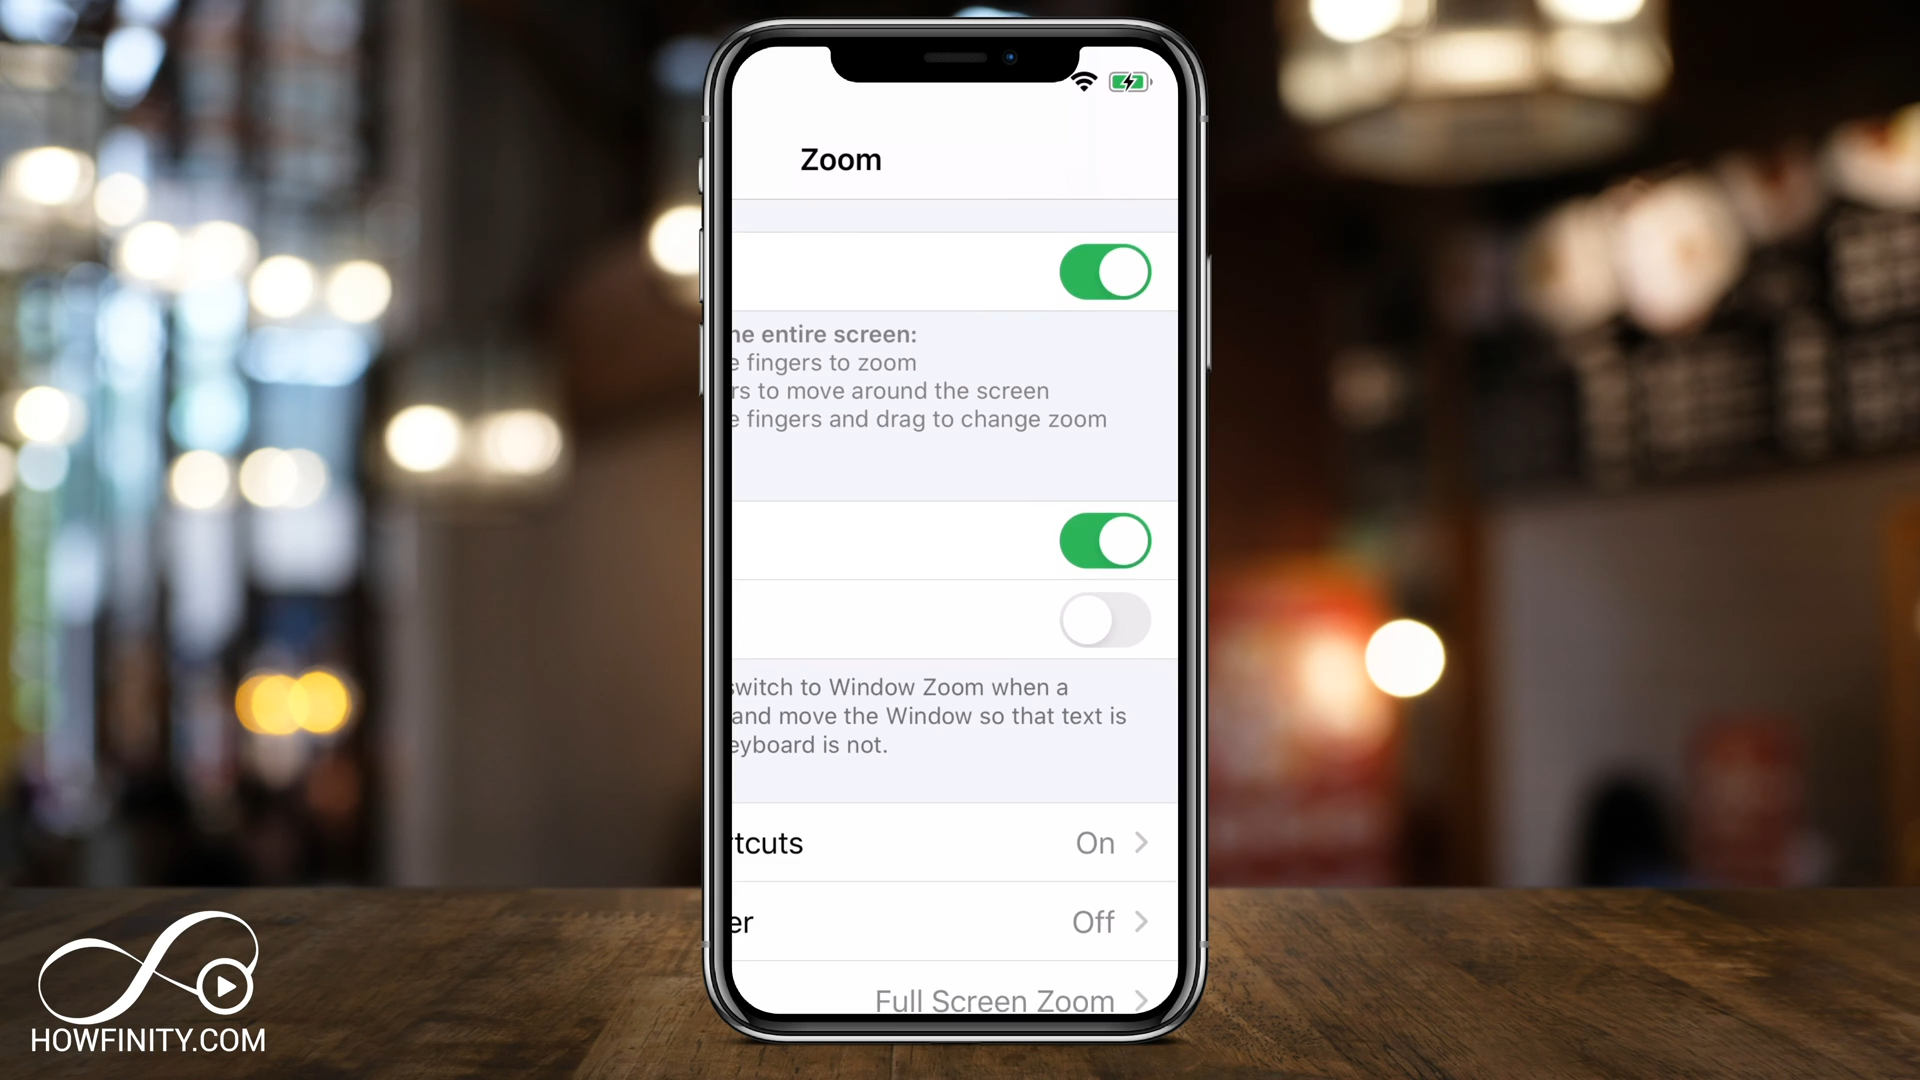 Zoom
he entire screen:
e fingers to zoom
rs to move around the screen
e fingers and drag to change zoom
switch to Window Zoom when a
and move the Window so that text is
eyboard is not.
rtcuts On
er Off
Full Screen Zoom
HOWFINITY.COM